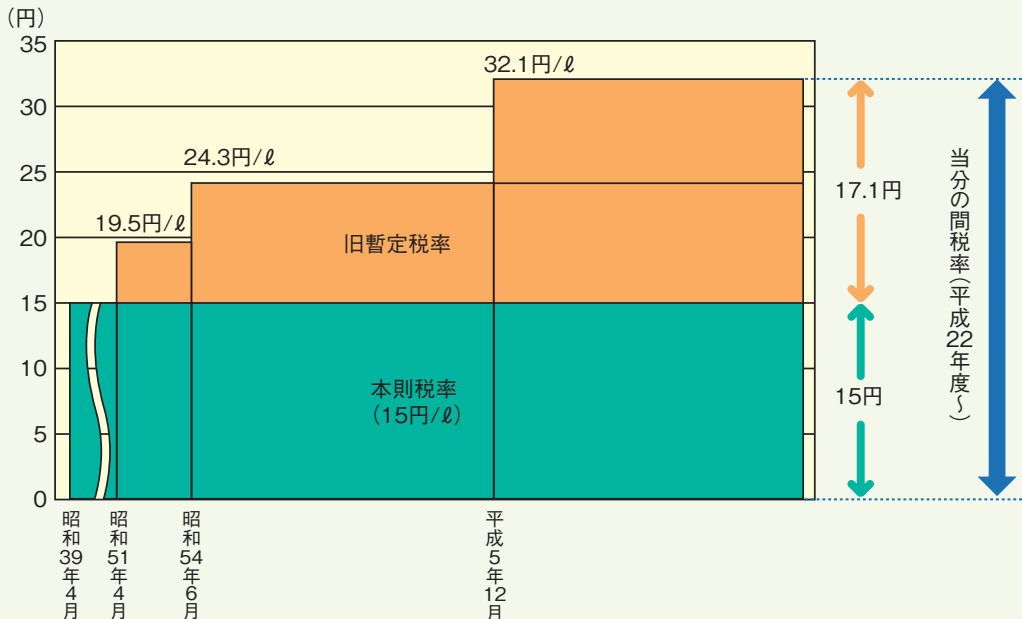 （円）
35
30
25
20
15
10
5
0
32.1円/ℓ
24.3円/ℓ
19.5円/ℓ
旧暫定税率
本則税率
（15円/ℓ）
17.1円
15円
当分の間税率（平成22年度～）
昭和39年4月
昭和51年4月
昭和54年6月
平成5年12月